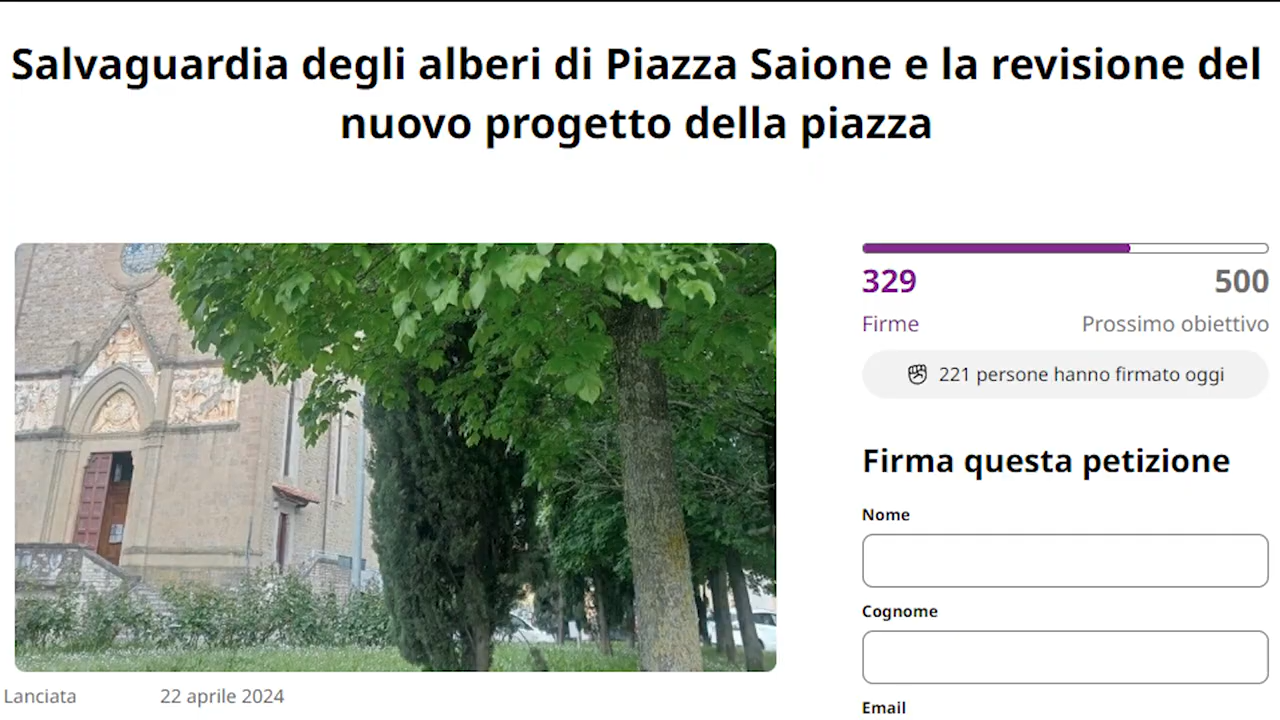 Salvaguardia degli alberi di Piazza Saione e la revisione del
nuovo progetto della piazza
329
500
Firme
Prossimo obiettivo
221 persone hanno firmato oggi
Firma questa petizione
Nome
Cognome
Email
Lanciata
22 aprile 2024